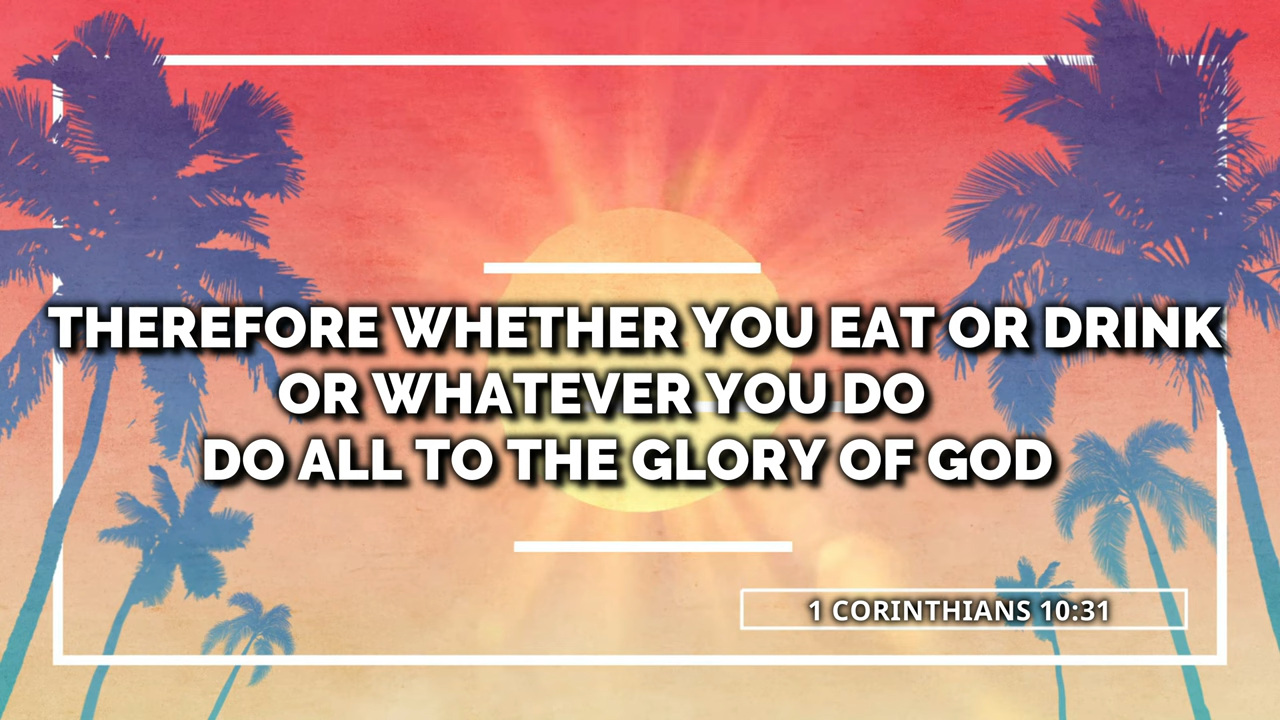 THEREFORE WHETHER YOU EAT OR DRINK
OR WHATEVER YOU DO
DO ALL TO THE GLORY OF GOD
1 CORINTHIANS 10:31